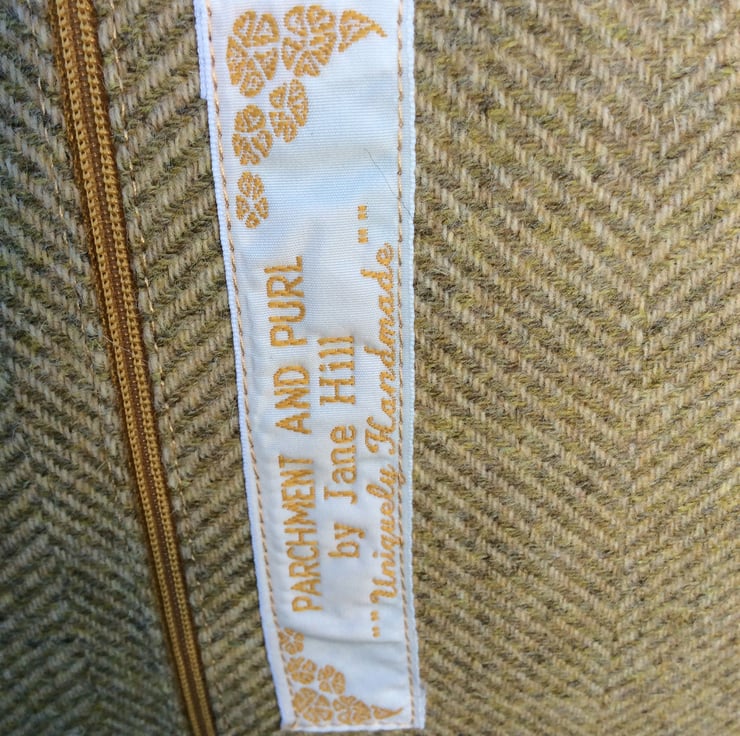 PARCHMENT AND PURL
by Jane Hill
""Uniquely Handmade ""